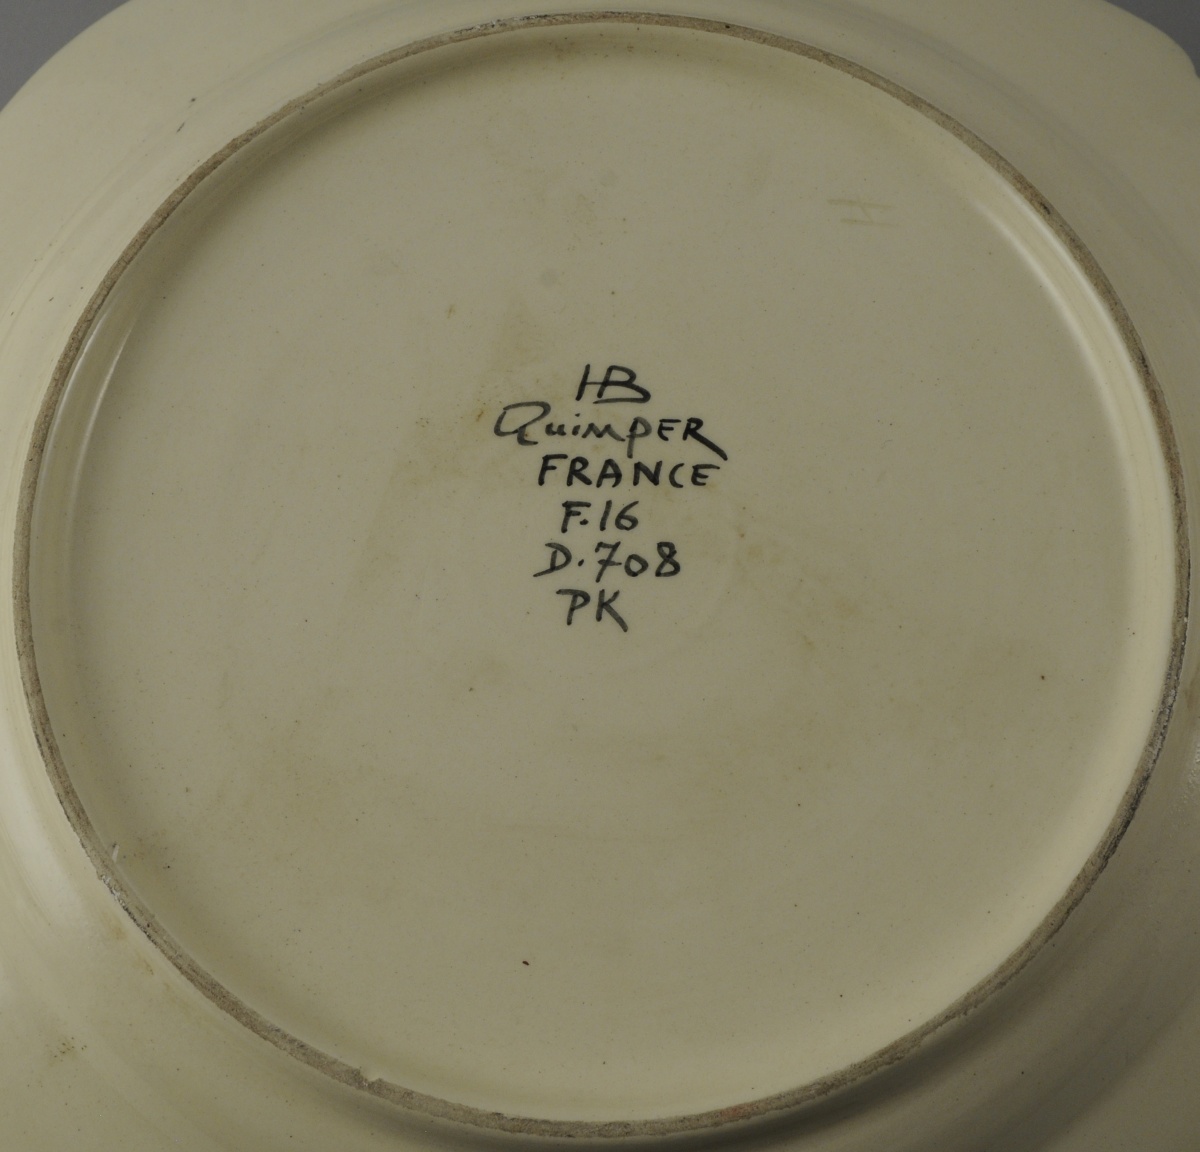 HB
QuimPER
FRANCE
F.16
D.708
PK